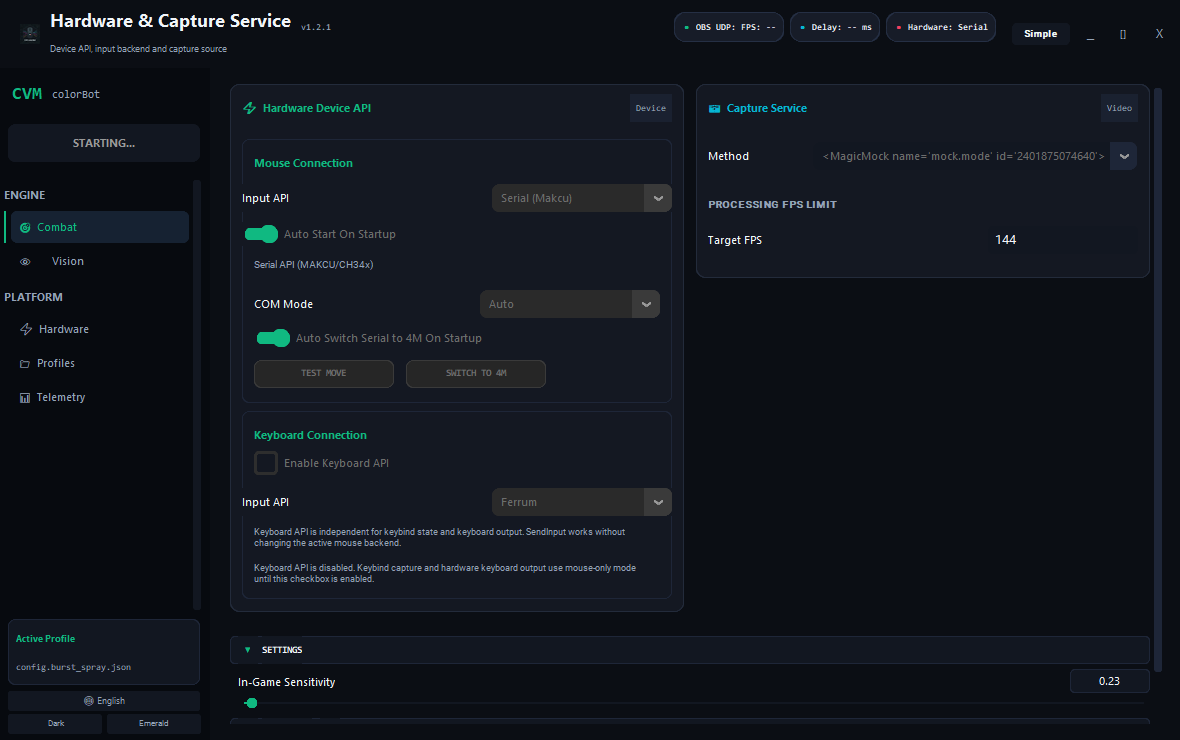 Hardware & Capture Service v1.2.1
Device API, input backend and capture source
OBS UDP: FPS: --
Delay: -- ms
Hardware: Serial
Simple
_
[]
X
CVM colorBot
STARTING...
ENGINE
Combat
Vision
PLATFORM
Hardware
Profiles
Telemetry
Active Profile
config.burst_spray.json
English
Dark
Emerald
Hardware Device API
Device
Mouse Connection
Input API
Serial (Makcu)
Auto Start On Startup
Serial API (MAKCU/CH34x)
COM Mode
Auto
Auto Switch Serial to 4M On Startup
TEST MOVE
SWITCH TO 4M
Keyboard Connection
Enable Keyboard API
Input API
Ferrum
Keyboard API is independent for keybind state and keyboard output. SendInput works without
changing the active mouse backend.
Keyboard API is disabled. Keybind capture and hardware keyboard output use mouse-only mode
until this checkbox is enabled.
Capture Service
Video
Method
<MagicMock name='mock.mode' id='2401875074640'>
PROCESSING FPS LIMIT
Target FPS
144
SETTINGS
In-Game Sensitivity
0.23